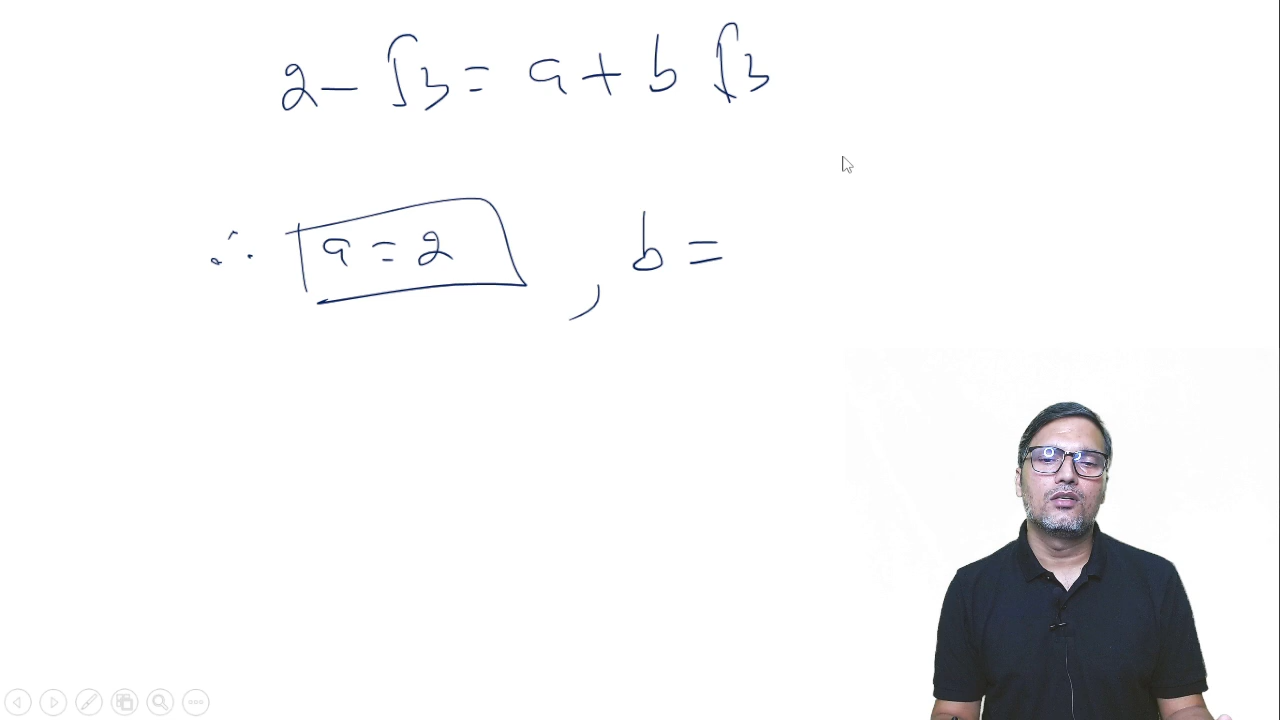 2 - √3 = a + b √3
∴ a = 2 , b =